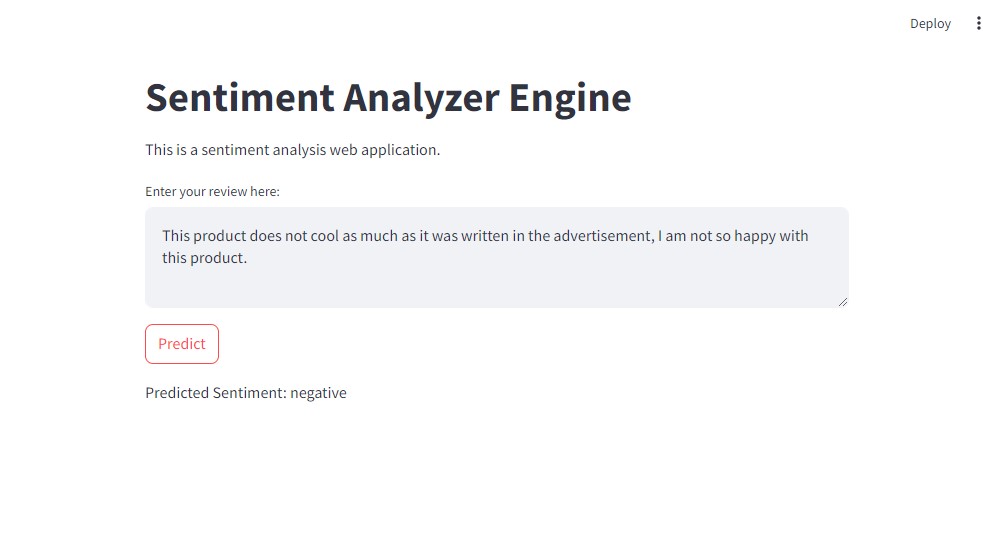 Deploy
Sentiment Analyzer Engine
This is a sentiment analysis web application.
Enter your review here:
This product does not cool as much as it was written in the advertisement, I am not so happy with
this product.
Predict
Predicted Sentiment: negative